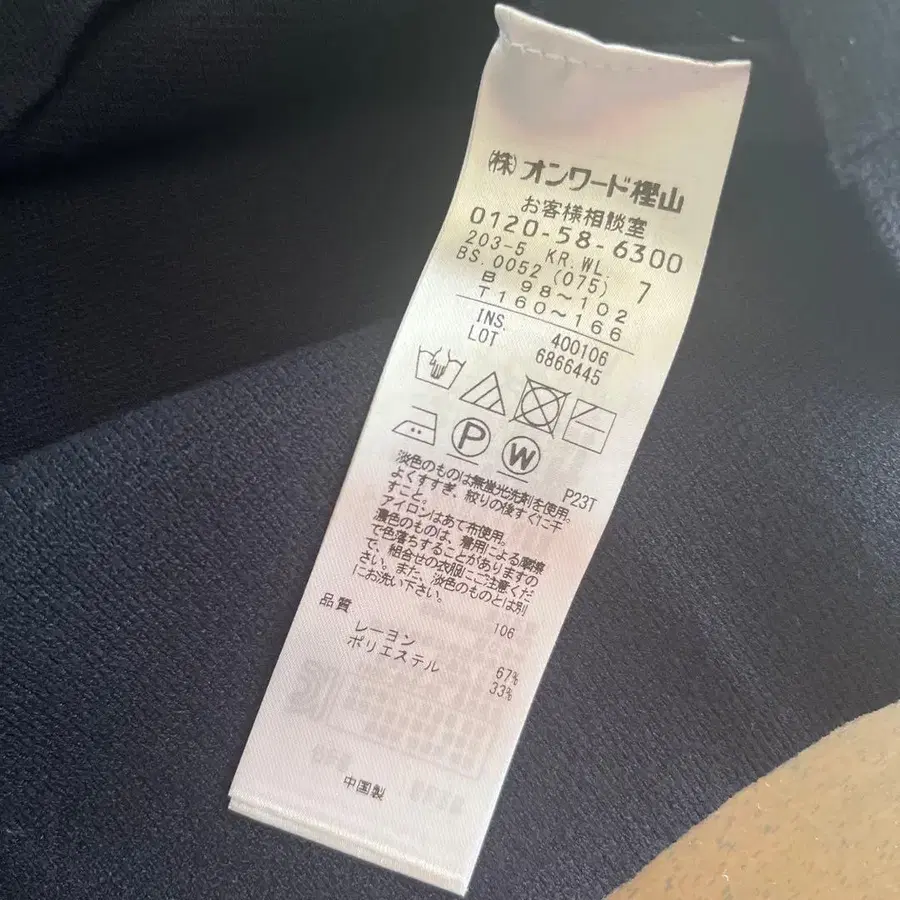 (株)オンワード樫山
お客様相談室
0120-58-6300
203-5 KR.WL.
BS.0052 (075) 7
B 98～102
T 160～166
INS. 400106
LOT 6866445
P
W
P23T
淡色のものは無蛍光洗剤を使用。
よくすすぎ、絞りの後すぐに干
すこと。
アイロンはあて布使用。
濃色のものは、着用による摩擦
で色落ちすることがありますの
で、組合せの衣服にご注意くだ
さい。また、淡色のものとは別
にお洗い下さい。
106
品質
レーヨン 67%
ポリエステル 33%
中国製